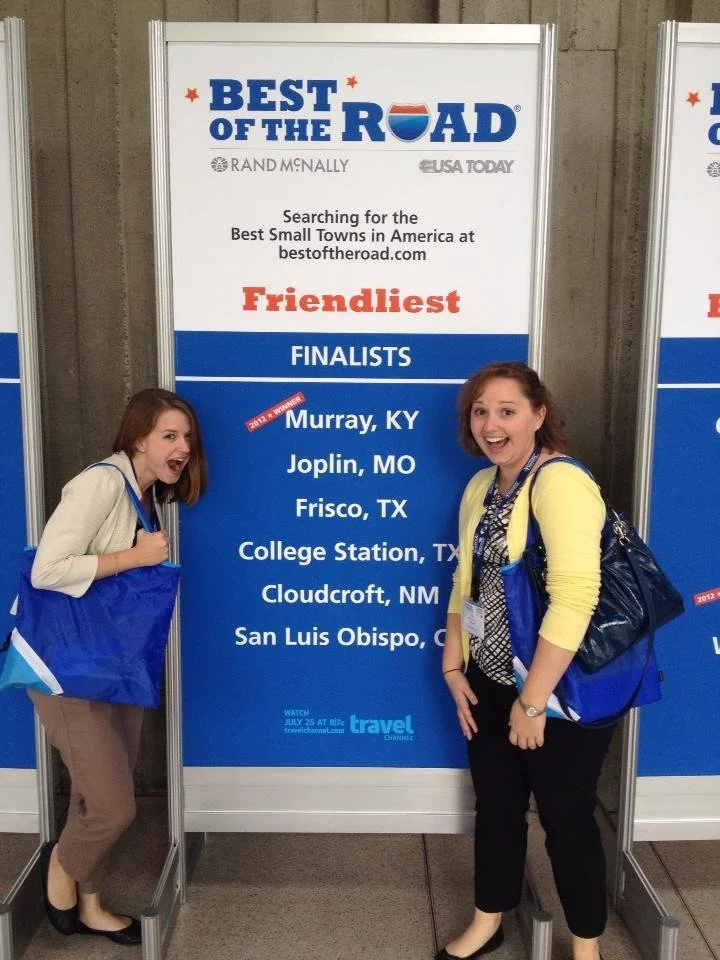 BEST
OF THE ROAD®
RAND McNALLY
USA TODAY
Searching for the
Best Small Towns in America at
bestoftheroad.com
Friendliest
FINALISTS
2012 ★ WINNER
Murray, KY
Joplin, MO
Frisco, TX
College Station, TX
Cloudcroft, NM
San Luis Obispo, C
WATCH
JULY 25 AT 8|7c
travelchannel.com
travel
CHANNEL
2012 ★